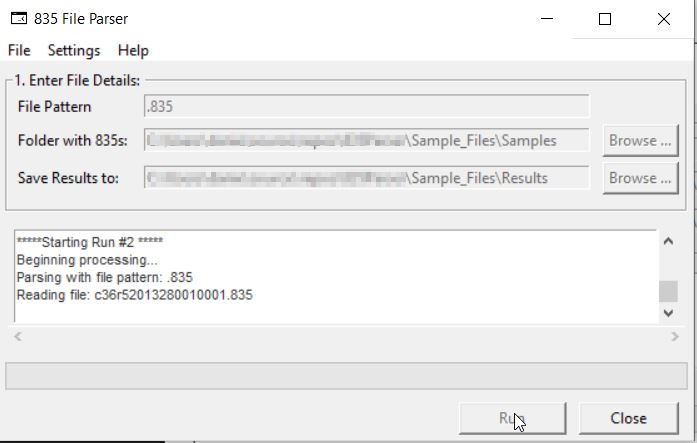 835 File Parser
File Settings Help
1. Enter File Details:
File Pattern .835
Folder with 835s: \Sample_Files\Samples Browse ...
Save Results to: \Sample_Files\Results Browse ...
*****Starting Run #2 *****
Beginning processing...
Parsing with file pattern: .835
Reading file: c36r52013280010001.835
Run Close